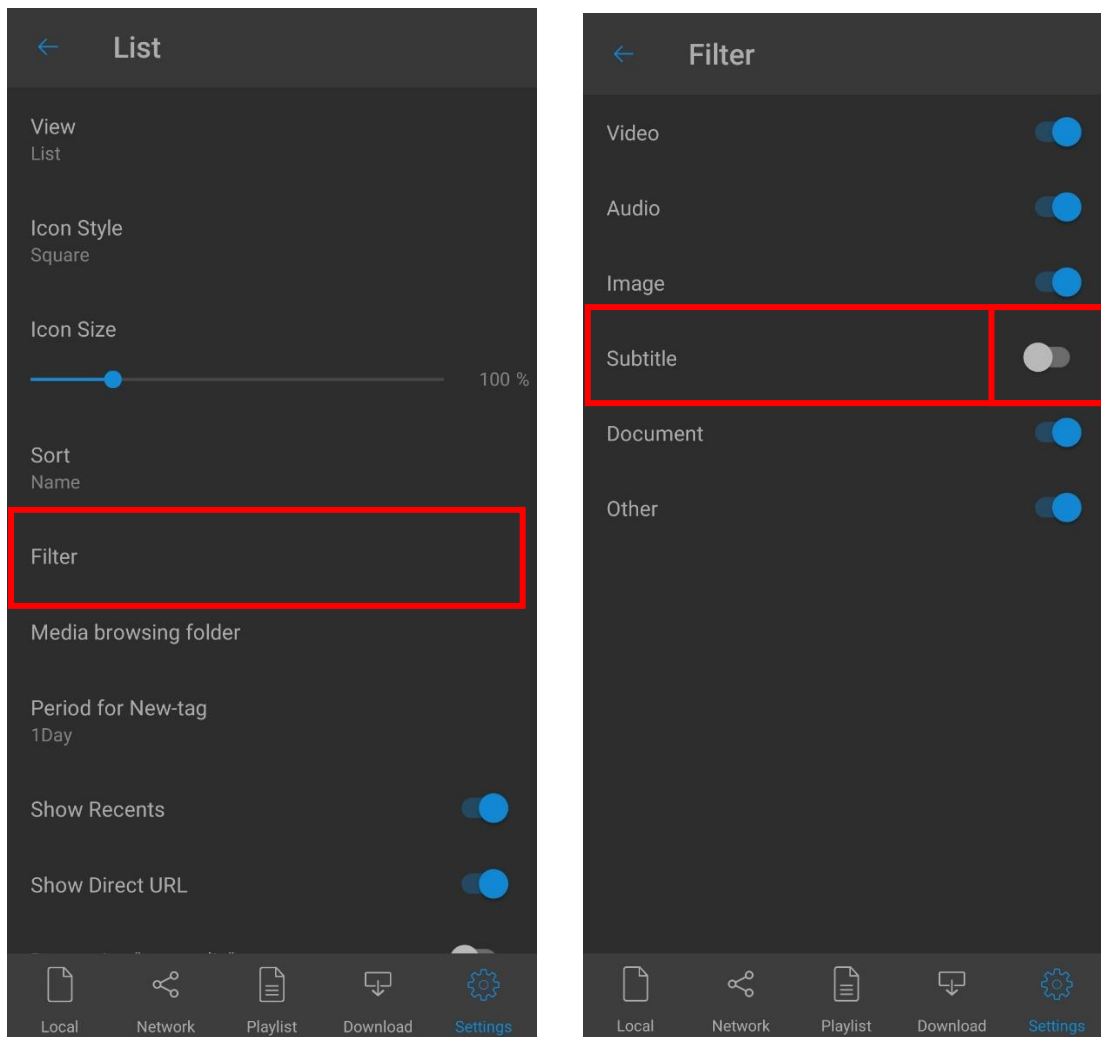 List
View
List
Icon Style
Square
Icon Size
100 %
Sort
Name
Filter
Media browsing folder
Period for New-tag
1Day
Show Recents
Show Direct URL
Local
Network
Playlist
Download
Settings
Filter
Video
Audio
Image
Subtitle
Document
Other
Local
Network
Playlist
Download
Settings